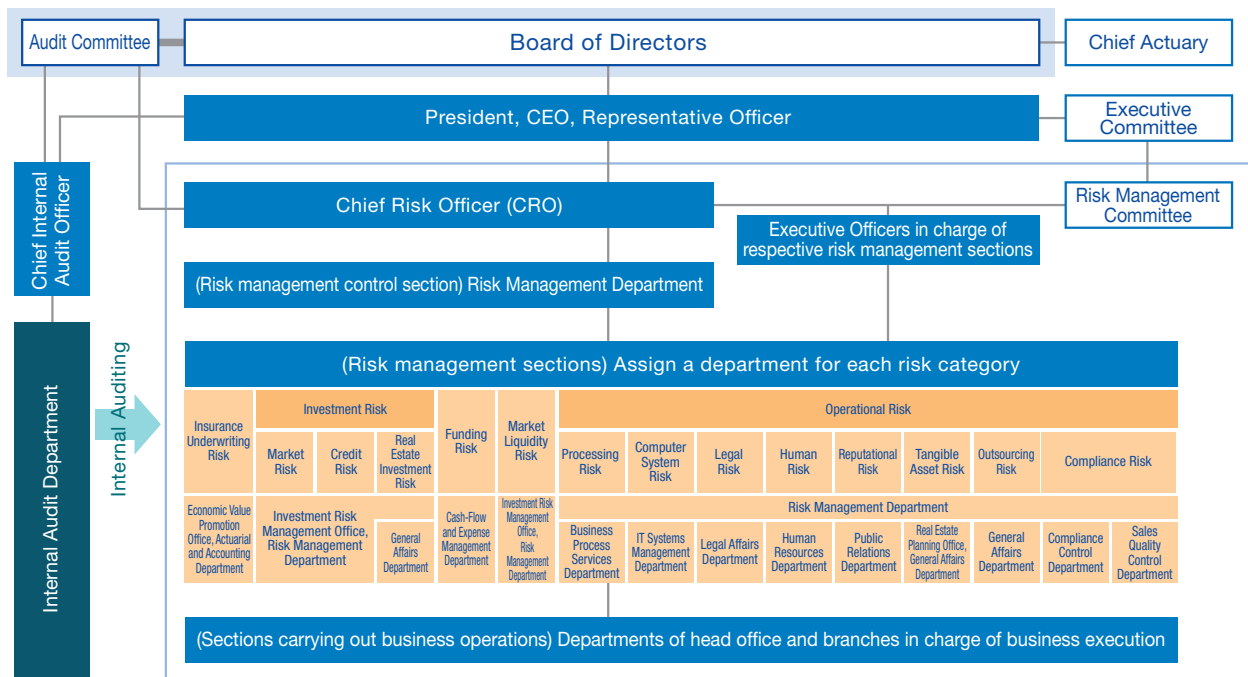 Audit Committee
Board of Directors
Chief Actuary
President, CEO, Representative Officer
Executive
Committee
Chief Internal
Audit Officer
Chief Risk Officer (CRO)
Risk Management
Committee
Executive Officers in charge of
respective risk management sections
(Risk management control section) Risk Management Department
Internal Audit Department
Internal Auditing
(Risk management sections) Assign a department for each risk category
Insurance
Underwriting
Risk
Investment Risk
Market
Risk
Credit
Risk
Real
Estate
Investment
Risk
Funding
Risk
Market
Liquidity
Risk
Operational Risk
Processing
Risk
Computer
System
Risk
Legal
Risk
Human
Risk
Reputational
Risk
Tangible
Asset Risk
Outsourcing
Risk
Compliance Risk
Economic Value
Promotion
Office, Actuarial
and Accounting
Department
Investment Risk
Management Office,
Risk Management
Department
General
Affairs
Department
Cash-Flow
and Expense
Management
Department
Investment Risk
Management
Office,
Risk
Management
Department
Risk Management Department
Business
Process
Services
Department
IT Systems
Management
Department
Legal Affairs
Department
Human
Resources
Department
Public
Relations
Department
Real Estate
Planning Office,
General Affairs
Department
General
Affairs
Department
Compliance
Control
Department
Sales
Quality
Control
Department
(Sections carrying out business operations) Departments of head office and branches in charge of business execution